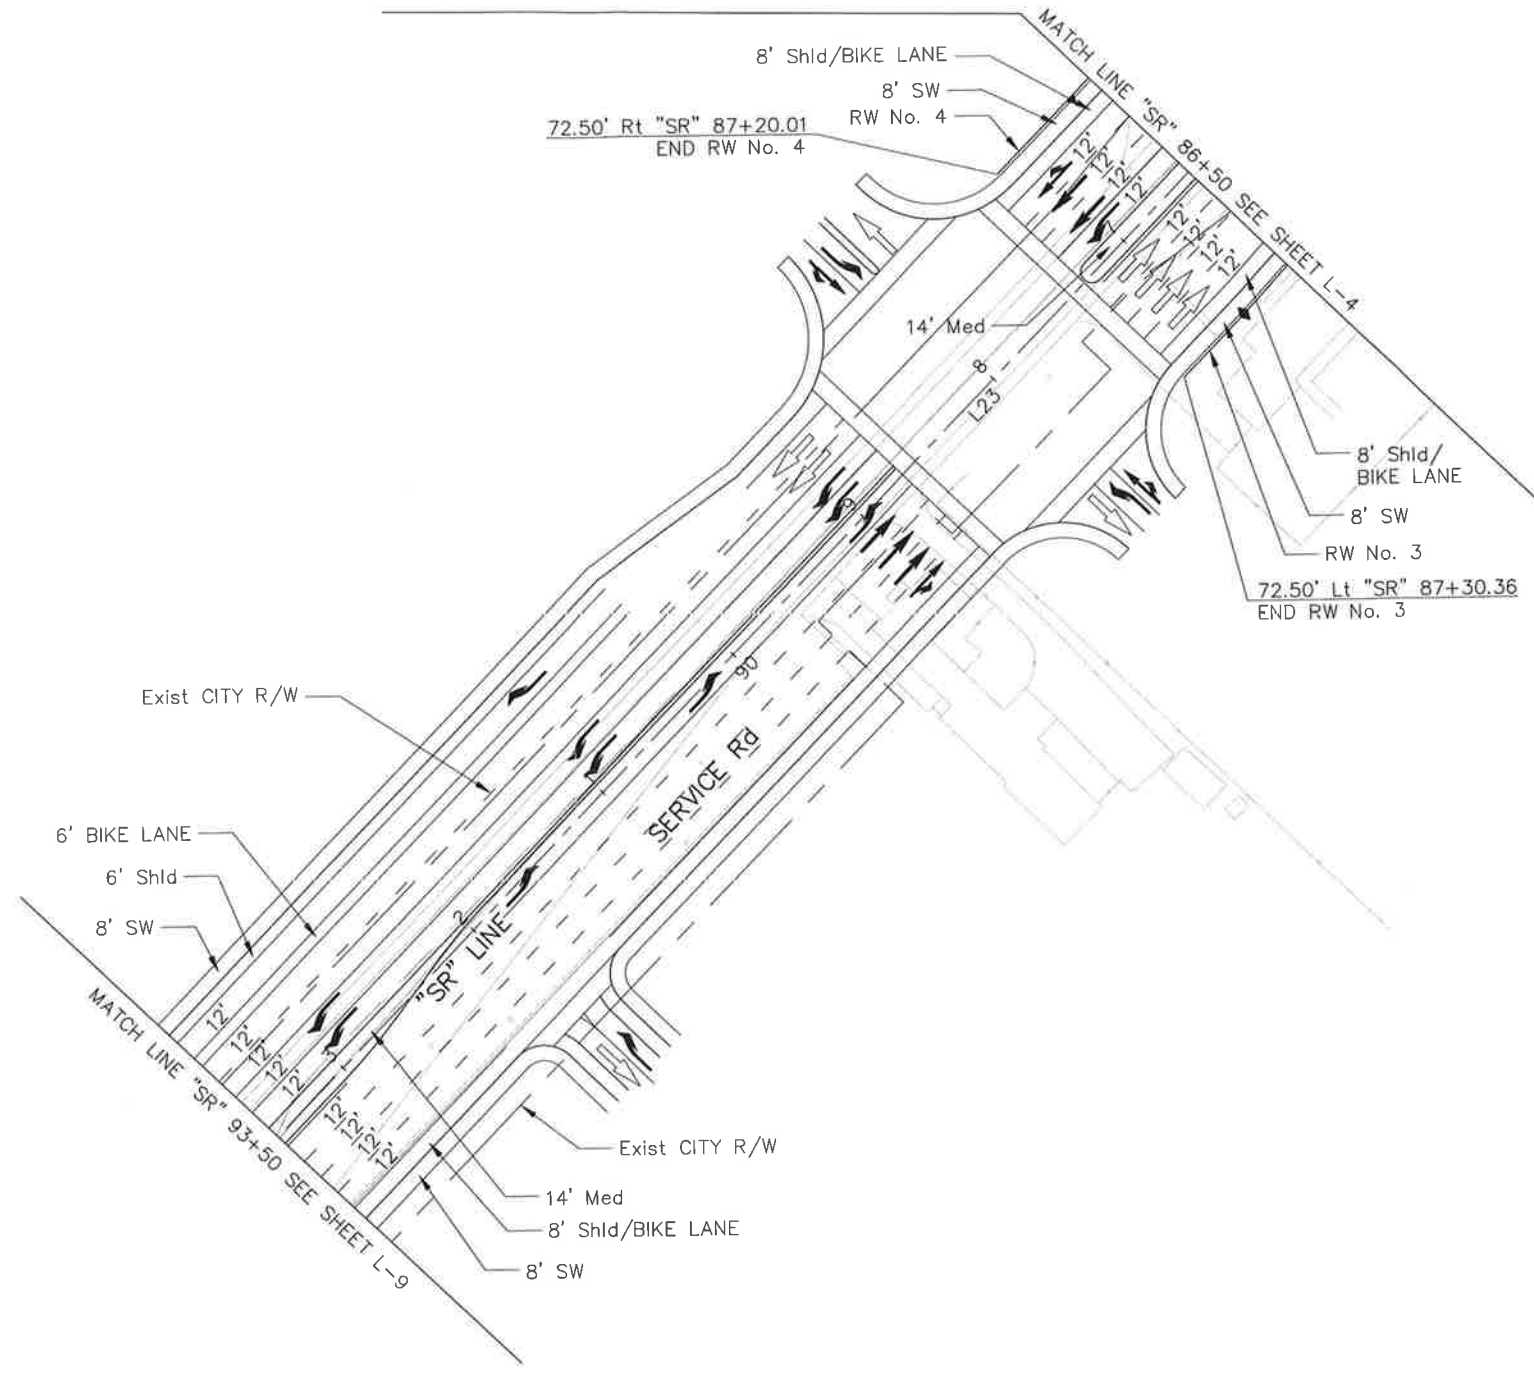 MATCH LINE "SR" 86+50 SEE SHEET L-4
8' Shld/BIKE LANE
8' SW
RW No. 4
72.50' Rt "SR" 87+20.01
END RW No. 4
12'
12'
12'
12'
7
12'
12'
12'
12'
14' Med
8
L23
8' Shld/
BIKE LANE
8' SW
RW No. 3
72.50' Lt "SR" 87+30.36
END RW No. 3
9
90
Exist CITY R/W
SERVICE Rd
1
6' BIKE LANE
6' Shld
8' SW
2
"SR" LINE
3
12'
12'
12'
12'
12'
12'
12'
12'
12'
MATCH LINE "SR" 93+50 SEE SHEET L-9
Exist CITY R/W
14' Med
8' Shld/BIKE LANE
8' SW